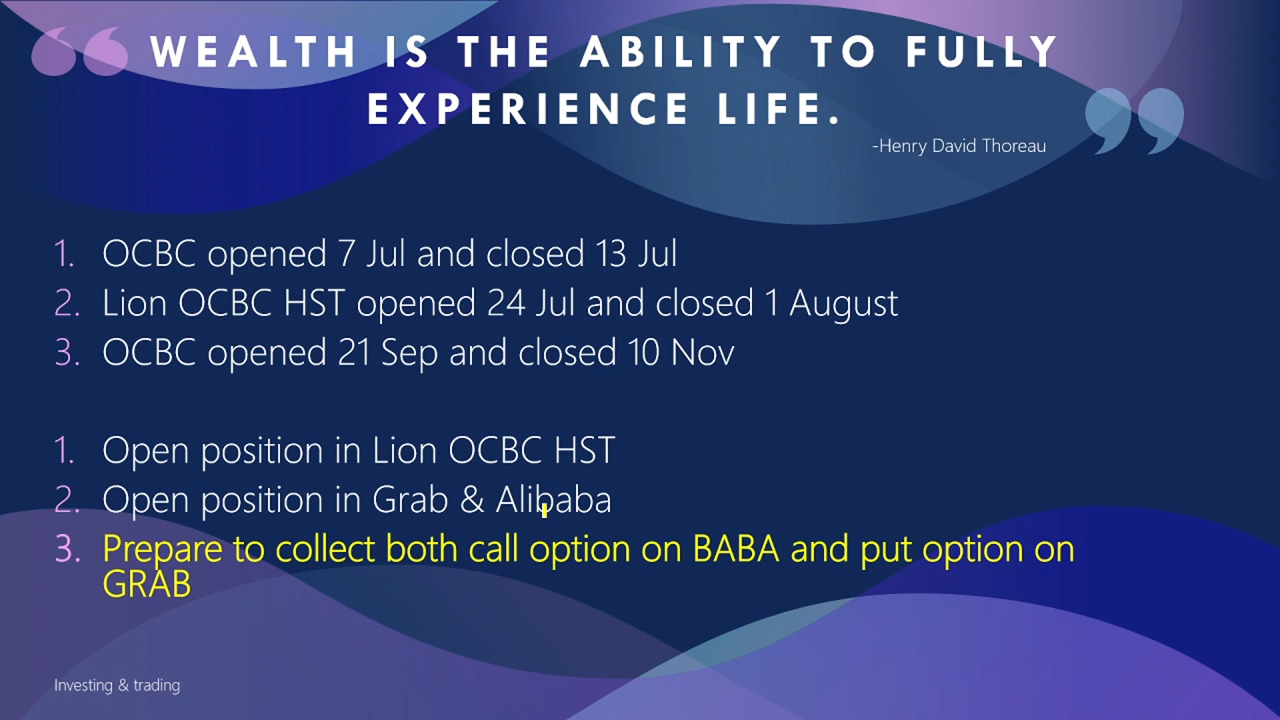 WEALTH IS THE ABILITY TO FULLY
EXPERIENCE LIFE.
-Henry David Thoreau
1. OCBC opened 7 Jul and closed 13 Jul
2. Lion OCBC HST opened 24 Jul and closed 1 August
3. OCBC opened 21 Sep and closed 10 Nov
1. Open position in Lion OCBC HST
2. Open position in Grab & Alibaba
3. Prepare to collect both call option on BABA and put option on
GRAB
Investing & trading